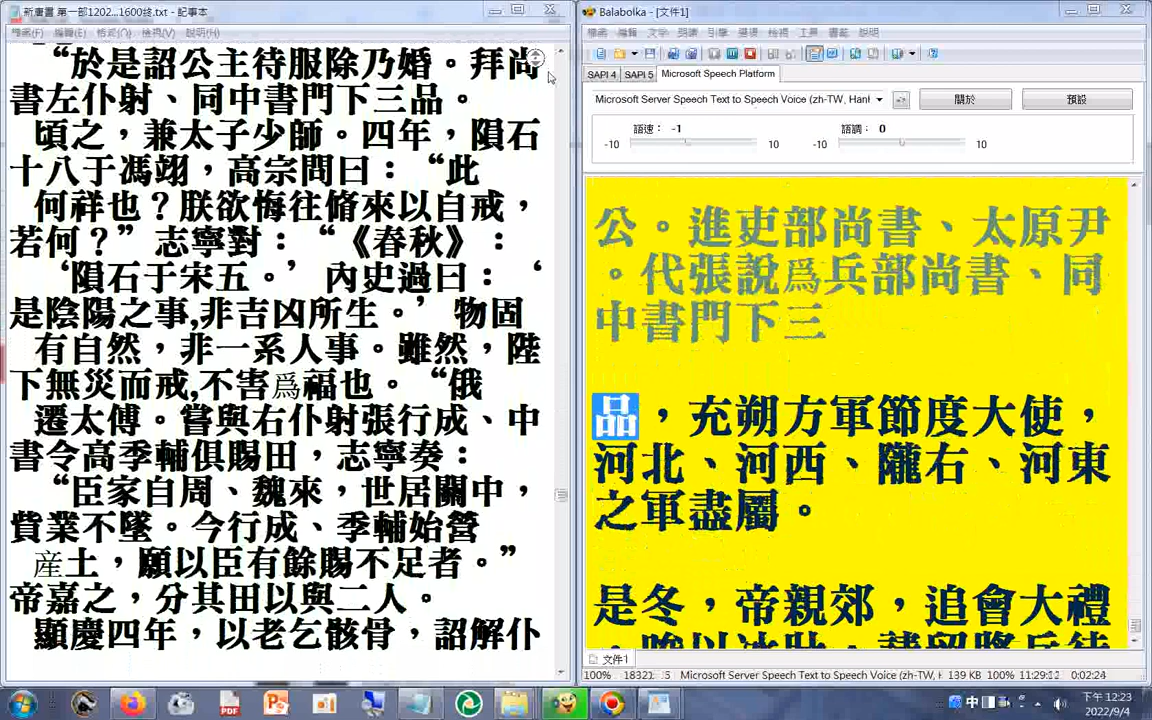 新唐書 第一部1202...1600終.txt - 記事本
檔案(F) 編輯(E) 格式(O) 檢視(V) 說明(H)
“於是詔公主待服除乃婚。拜尚
書左仆射、同中書門下三品。
頃之，兼太子少師。四年，隕石
十八于馮翊，高宗問曰：“此
何祥也？朕欲悔往脩來以自戒，
若何？”志寧對：“《春秋》：
‘隕石于宋五。’內史過曰：‘
是陰陽之事,非吉凶所生。’物固
有自然，非一系人事。雖然，陛
下無災而戒,不害爲福也。“俄
遷太傅。嘗與右仆射張行成、中
書令高季輔俱賜田，志寧奏：
“臣家自周、魏來，世居關中，
貲業不墜。今行成、季輔始營
産土，願以臣有餘賜不足者。”
帝嘉之，分其田以與二人。
顯慶四年，以老乞骸骨，詔解仆
Balabolka - [文件1]
檔案 編輯 檢視 說明
SAPI 4 SAPI 5 Microsoft Speech Platform
Microsoft Server Speech Text to Speech Voice (zh-TW, Hanl
關於 預設
語速： -1 語調： 0
-10 10 -10 10
公。進吏部尚書、太原尹
。代張說爲兵部尚書、同
中書門下三
品，充朔方軍節度大使，
河北、河西、隴右、河東
之軍盡屬。
是冬，帝親郊，追會大禮
文件1
100% Microsoft Server Speech Text to Speech Voice (zh-TW, H 139 KB 100% 11:29:12 0:02:24
中
下午 12:23
2022/9/4